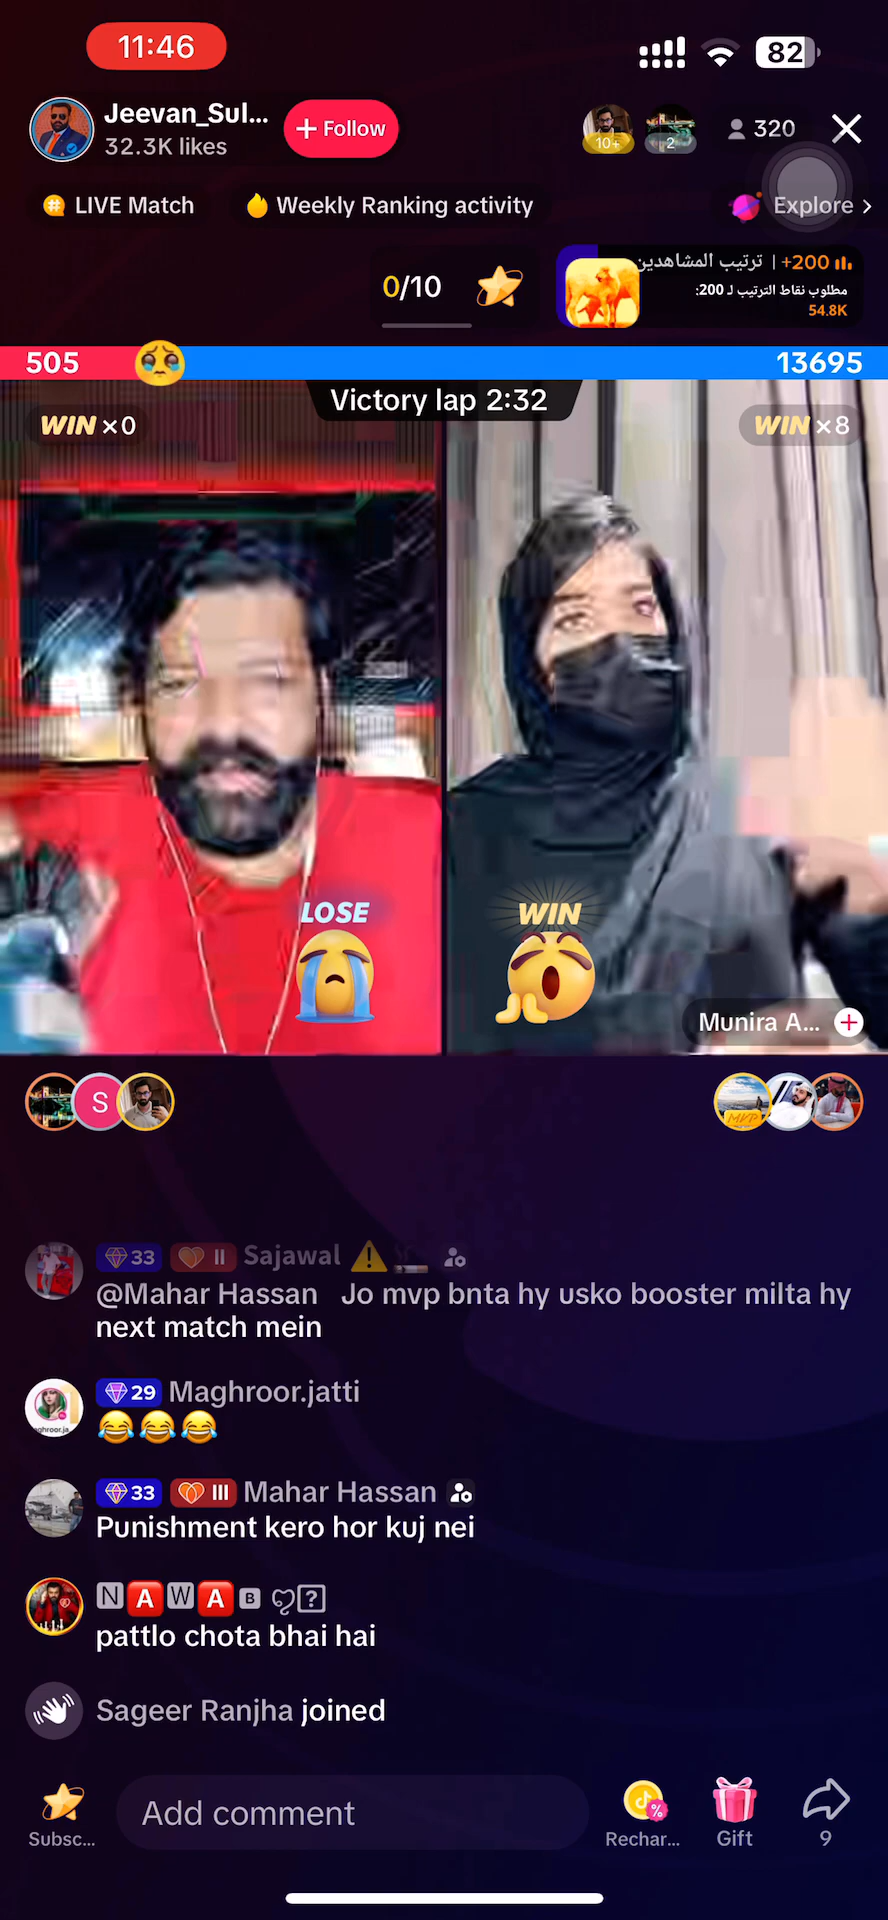 11:46
82
Jeevan_Sul...
32.3K likes
+ Follow
10+
2
320
LIVE Match
Weekly Ranking activity
Explore >
0/10
ترتيب المشاهدين | +200
مطلوب نقاط الترتيب لـ 200:
54.8K
505
13695
Victory lap 2:32
WIN ×0
WIN ×8
LOSE
WIN
Munira A...
S
MVP
33 II Sajawal
@Mahar Hassan Jo mvp bnta hy usko booster milta hy
next match mein
29 Maghroor.jatti
😂😂😂
33 III Mahar Hassan
Punishment kero hor kuj nei
🄽🅰🅆🅰🅱
pattlo chota bhai hai
Sageer Ranjha joined
Add comment
Subsc...
Rechar...
Gift
9